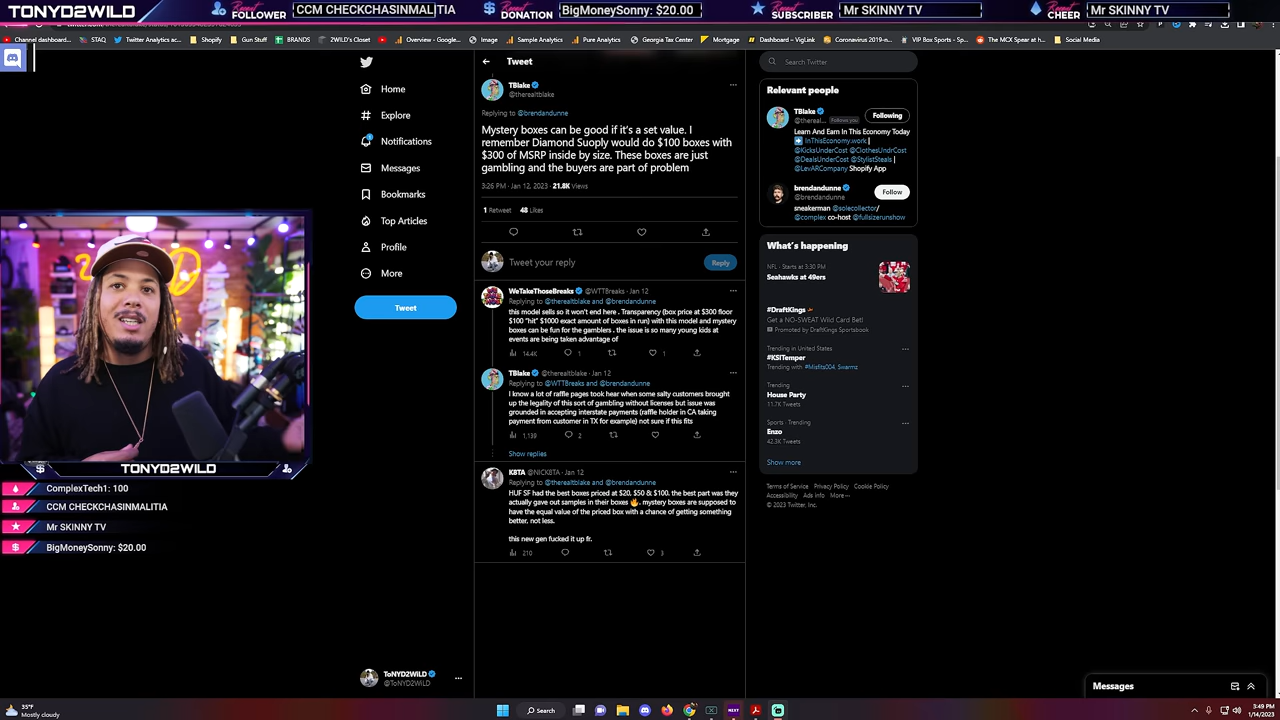 TONYD2WILD
Recent FOLLOWER
CCM CHECKCHASINMALITIA
Recent DONATION
BigMoneySonny: $20.00
Recent SUBSCRIBER
Mr SKINNY TV
Recent CHEER
Mr SKINNY TV
Channel dashboard...
STAQ
Twitter Analytics ac...
Shopify
Gun Stuff
BRANDS
2WILD'S Closet
Overview - Google...
Image
Sample Analytics
Pure Analytics
Georgia Tax Center
Mortgage
Dashboard – VigLink
Coronavirus 2019-n...
VIP Box Sports - Sp...
The MCX Spear at h...
Social Media
Home
Explore
Notifications
Messages
Bookmarks
Top Articles
Profile
More
Tweet
ToNYD2WiLD
@ToNYD2WiLD
Tweet
TBlake
@therealtblake
Replying to @brendandunne
Mystery boxes can be good if it's a set value. I
remember Diamond Suoply would do $100 boxes with
$300 of MSRP inside by size. These boxes are just
gambling and the buyers are part of problem
3:26 PM · Jan 12, 2023 · 21.8K Views
1 Retweet 48 Likes
Tweet your reply
Reply
WeTakeThoseBreaks @WTTBreaks · Jan 12
Replying to @therealtblake and @brendandunne
this model sells so it won't end here . Transparency (box price at $300 floor
$100 "hit" $1000 exact amount of boxes in run) with this model and mystery
boxes can be fun for the gamblers . the issue is so many young kids at
events are being taken advantage of
14.4K 1 1
TBlake @therealtblake · Jan 12
Replying to @WTTBreaks and @brendandunne
I know a lot of raffle pages took hear when some salty customers brought
up the legality of this sort of gambling without licenses but issue was
grounded in accepting interstate payments (raffle holder in CA taking
payment from customer in TX for example) not sure if this fits
1,139 2
Show replies
K8TA @NICK8TA · Jan 12
Replying to @therealtblake and @brendandunne
HUF SF had the best boxes priced at $20, $50 & $100. the best part was they
actually gave out samples in their boxes 🔥. mystery boxes are supposed to
have the equal value of the priced box with a chance of getting something
better, not less.
this new gen fucked it up fr.
210 3
Search Twitter
Relevant people
TBlake
@thereal... Follows you
Following
Learn And Earn In This Economy Today
➡️ InThisEconomy.work |
@KicksUnderCost @ClothesUndrCost
@DealsUnderCost @StylistSteals |
@LevARCompany Shopify App
brendandunne
@brendandunne
Follow
sneakerman @solecollector/
@complex co-host @fullsizerunshow
What's happening
NFL · Starts at 3:30 PM
Seahawks at 49ers
#DraftKings
Get a NO-SWEAT Wild Card Bet!
Promoted by DraftKings Sportsbook
Trending in United States
#KSITemper
Trending with #Misfits004, Swarmz
Trending
House Party
11.7K Tweets
Sports · Trending
Enzo
42.3K Tweets
Show more
Terms of Service Privacy Policy Cookie Policy
Accessibility Ads info More
© 2023 Twitter, Inc.
Messages
TONYD2WILD
ComplexTech1: 100
CCM CHECKCHASINMALITIA
Mr SKINNY TV
BigMoneySonny: $20.00
35°F
Mostly cloudy
Search
NEXT
3:49 PM
1/14/2023